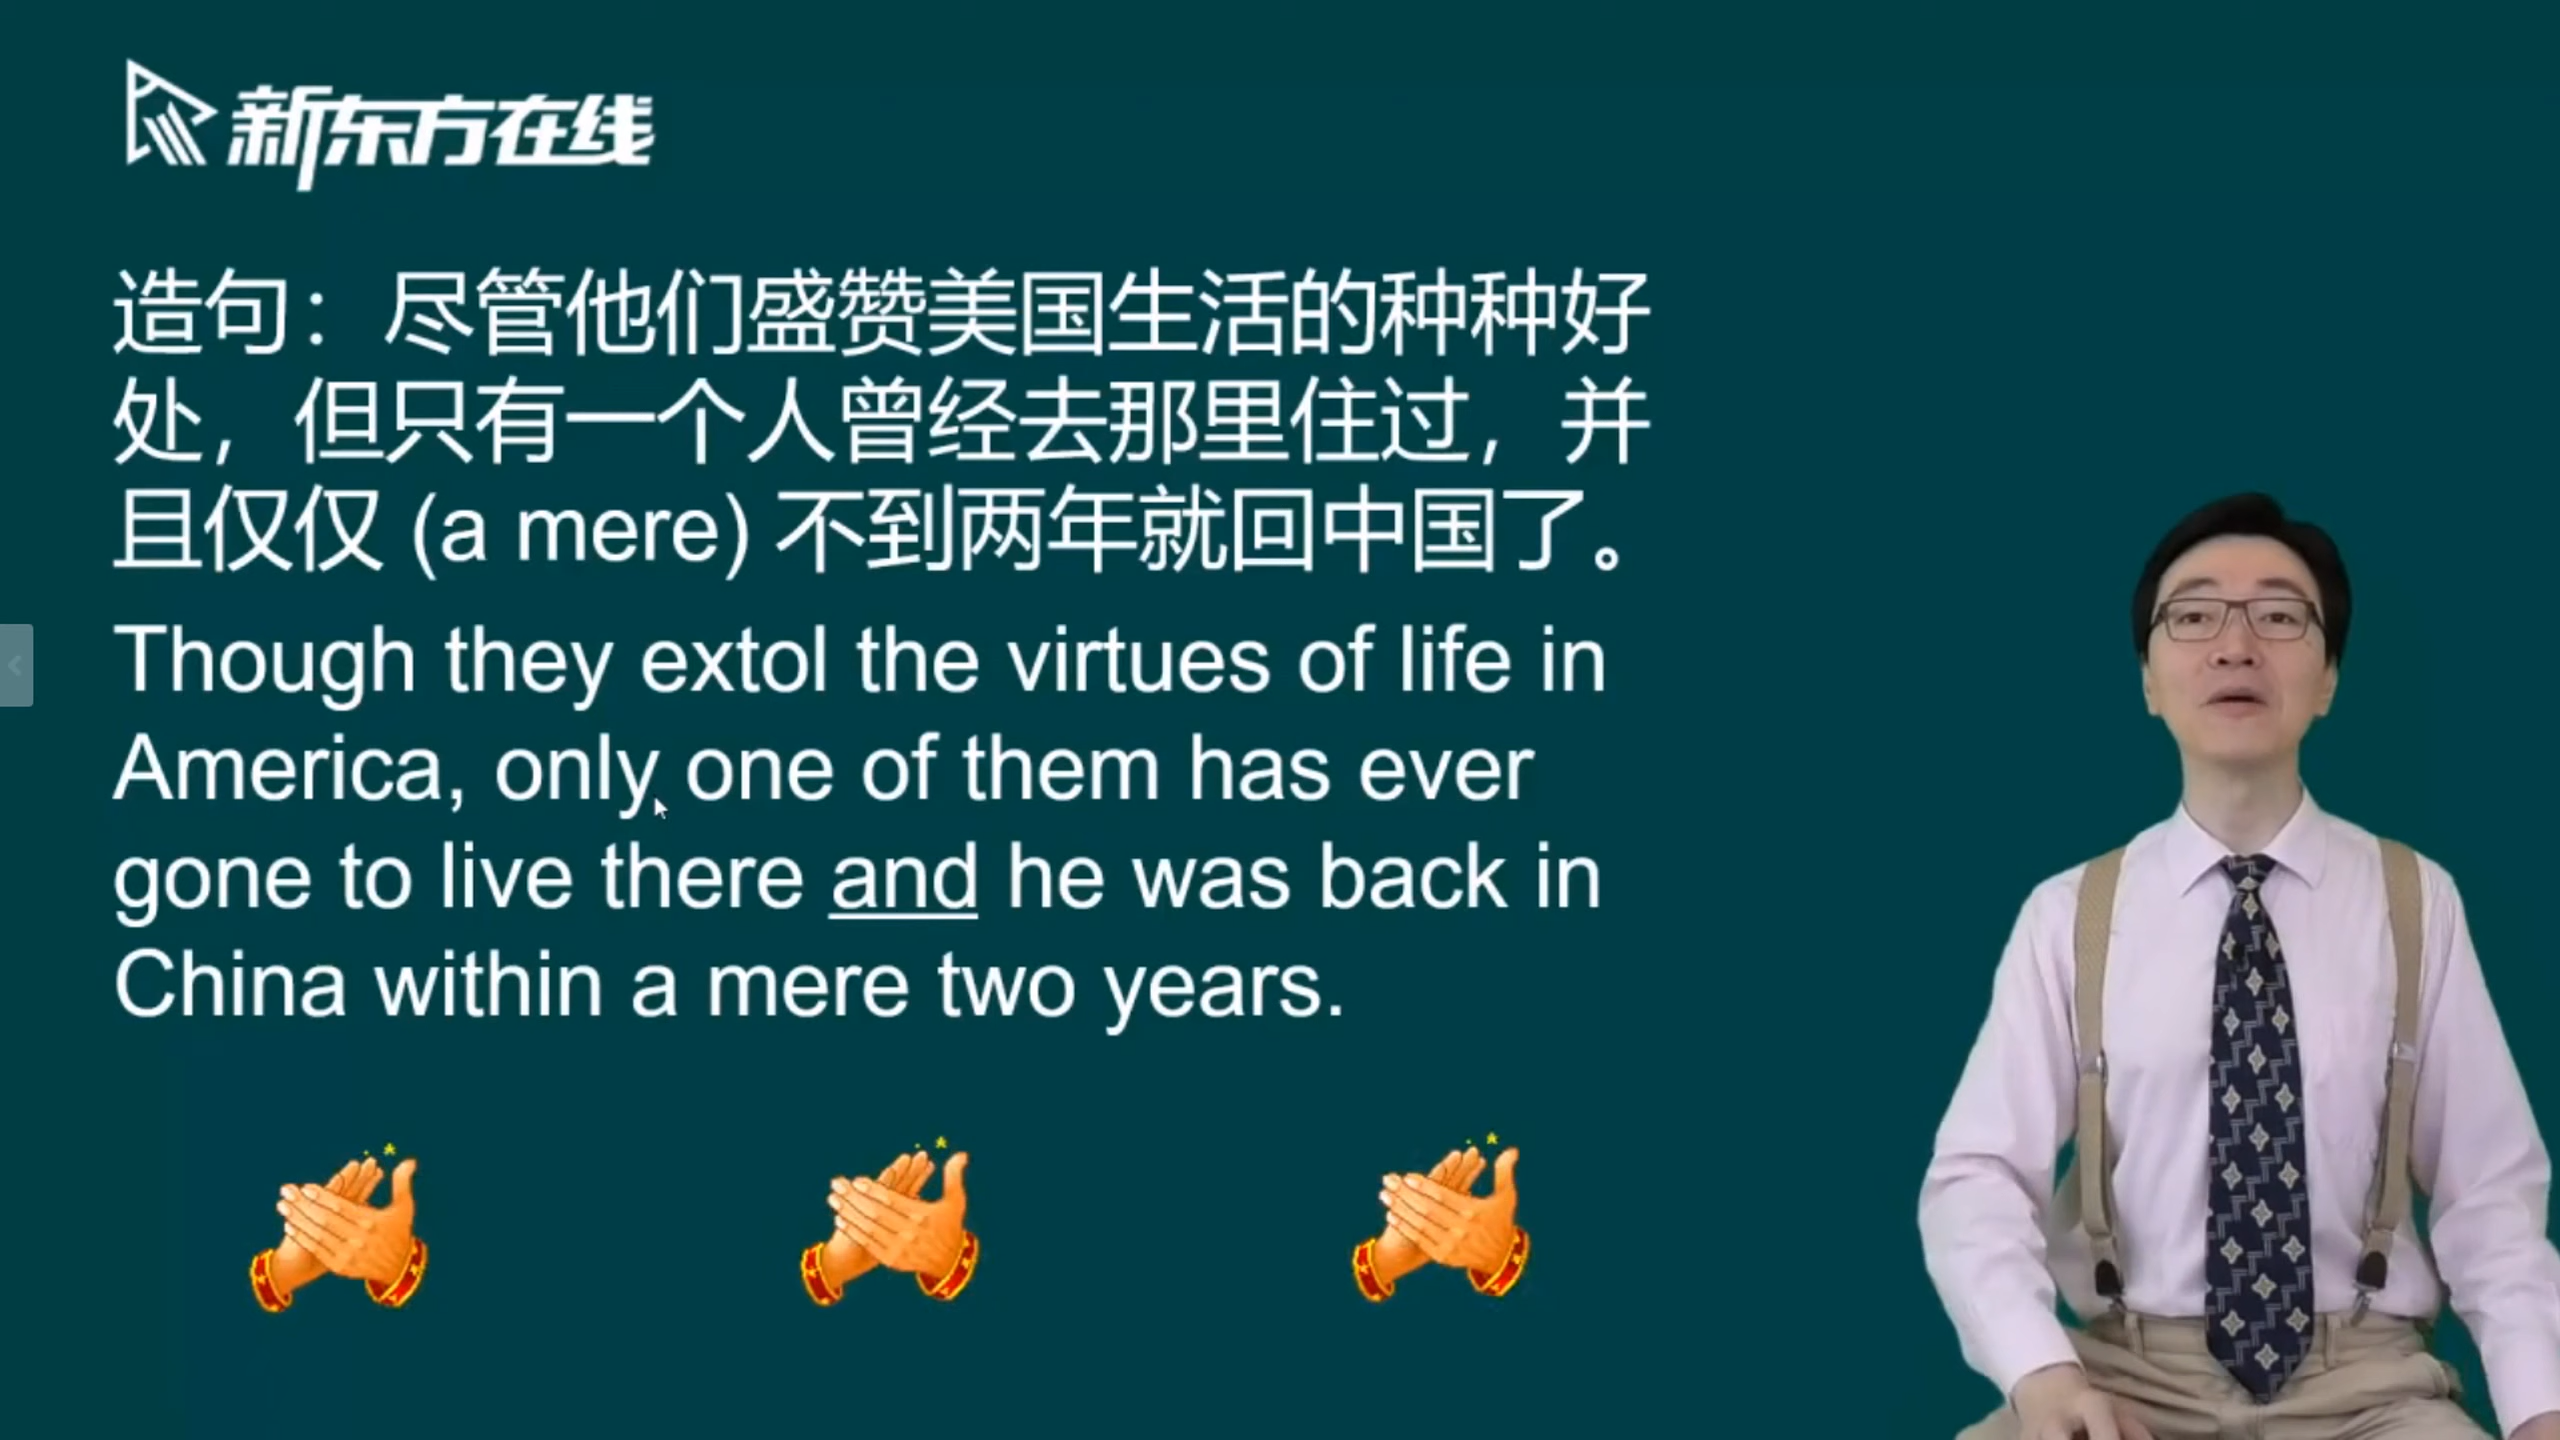 新东方在线
造句：尽管他们盛赞美国生活的种种好
处，但只有一个人曾经去那里住过，并
且仅仅 (a mere) 不到两年就回中国了。
Though they extol the virtues of life in
America, only one of them has ever
gone to live there and he was back in
China within a mere two years.